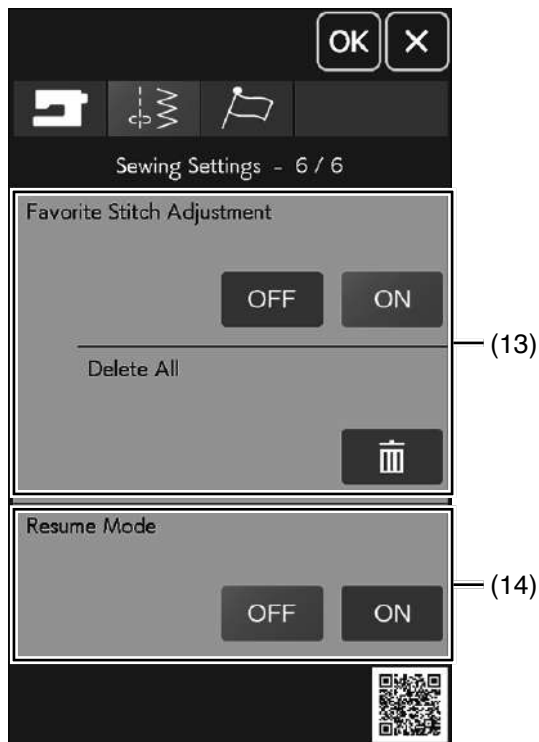 OK ×
Sewing Settings - 6 / 6
Favorite Stitch Adjustment
OFF ON
(13)
Delete All
Resume Mode
(14)
OFF ON